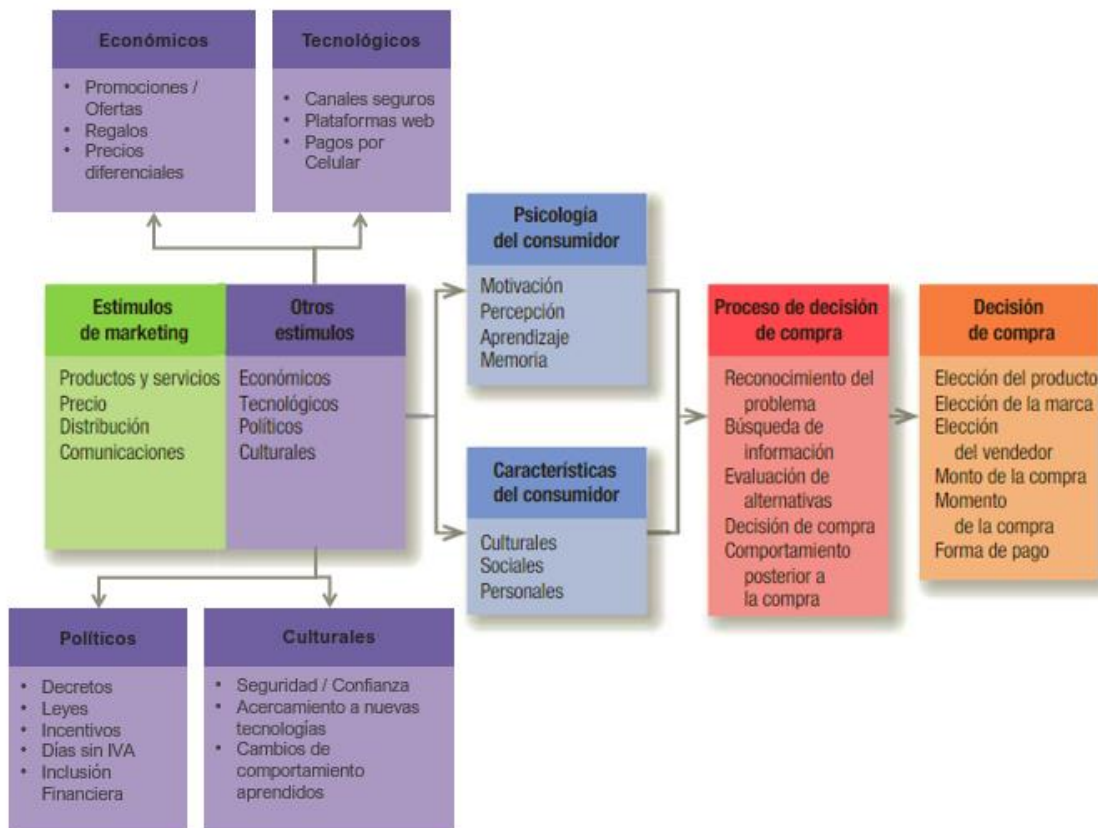 Económicos
• Promociones /
Ofertas
• Regalos
• Precios
diferenciales
Tecnológicos
• Canales seguros
• Plataformas web
• Pagos por
Celular
Estímulos
de marketing
Productos y servicios
Precio
Distribución
Comunicaciones
Otros
estímulos
Económicos
Tecnológicos
Políticos
Culturales
Psicología
del consumidor
Motivación
Percepción
Aprendizaje
Memoria
Características
del consumidor
Culturales
Sociales
Personales
Proceso de decisión
de compra
Reconocimiento del
problema
Búsqueda de
información
Evaluación de
alternativas
Decisión de compra
Comportamiento
posterior a
la compra
Decisión
de compra
Elección del producto
Elección de la marca
Elección
del vendedor
Monto de la compra
Momento
de la compra
Forma de pago
Políticos
• Decretos
• Leyes
• Incentivos
• Días sin IVA
• Inclusión
Financiera
Culturales
• Seguridad / Confianza
• Acercamiento a nuevas
tecnologías
• Cambios de
comportamiento
aprendidos